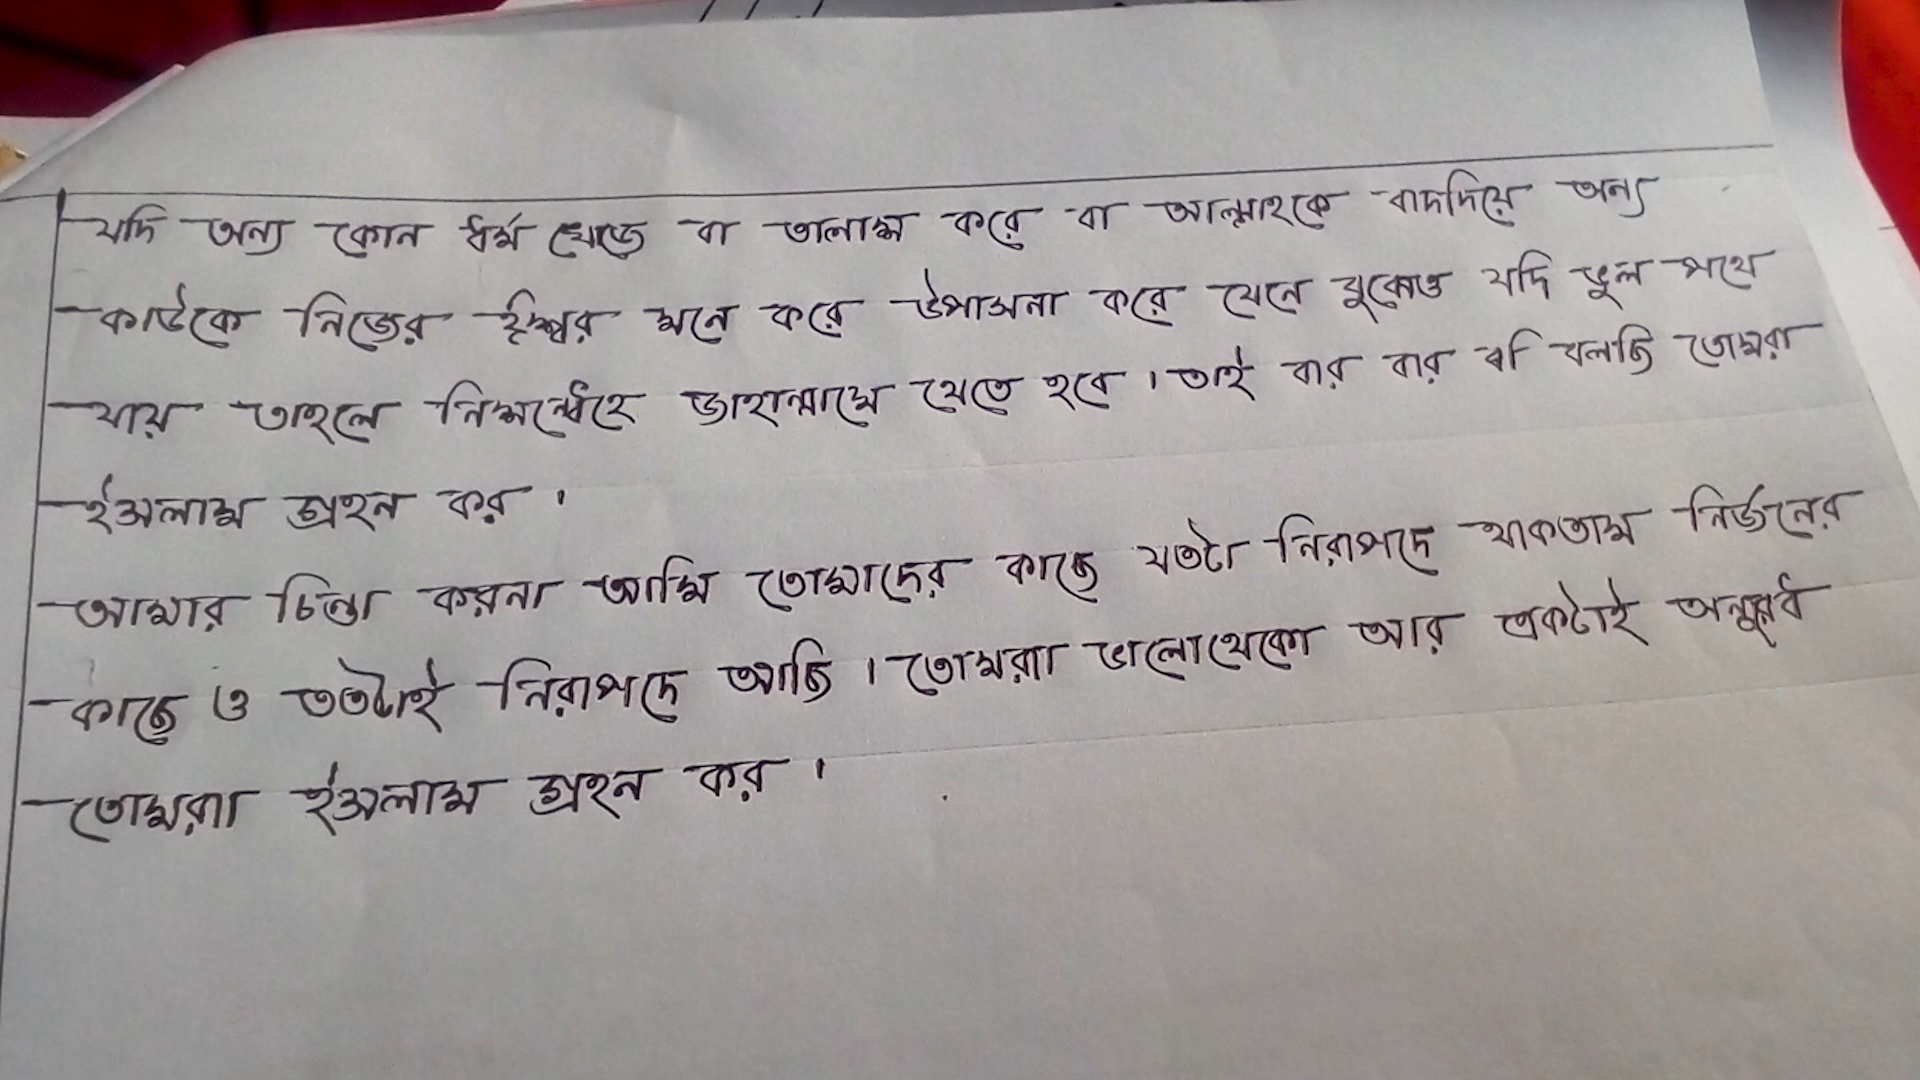 যদি অন্য কোন ধর্ম খোজে বা তালাশ করে বা আল্লাহকে বাদদিয়ে অন্য
কাউকে নিজের ঈশ্বর মনে করে উপাসনা করে যেনে বুঝেও যদি ভুল পথে
যায় তাহলে নিসন্ধেহে জাহান্নামে যেতে হবে । তাই বার বার বলছি তোমরা
ইসলাম গ্রহন কর ।
আমার চিন্তা করনা আমি তোমাদের কাছে যতটা নিরাপদে থাকতাম নির্জনের
কাছে ও ততটাই নিরাপদে আছি । তোমরা ভালোথেকো আর একটাই অনুরধ
তোমরা ইসলাম গ্রহন কর ।